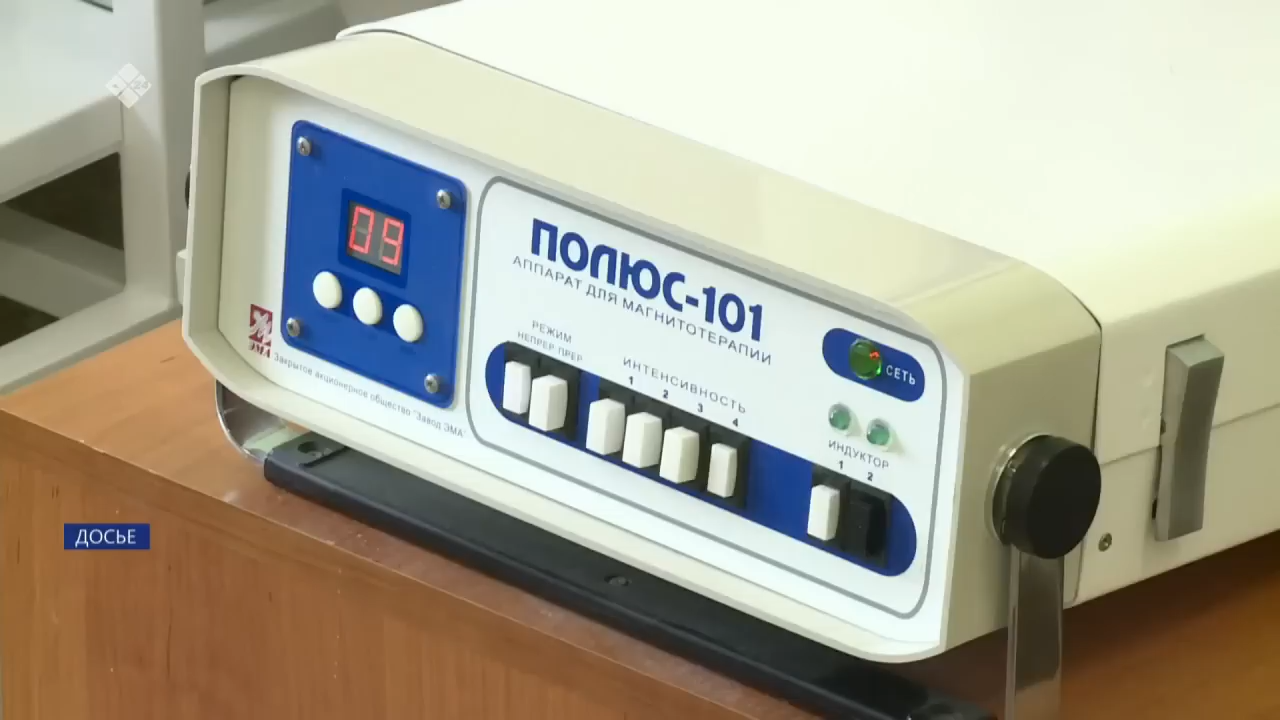 24
09
ПОЛЮС-101
АППАРАТ ДЛЯ МАГНИТОТЕРАПИИ
РЕЖИМ
НЕПРЕР ПРЕР
ИНТЕНСИВНОСТЬ
1 2 3 4
СЕТЬ
ИНДУКТОР
1 2
ЭМА
Закрытое акционерное общество "Завод ЭМА"
ДОСЬЕ